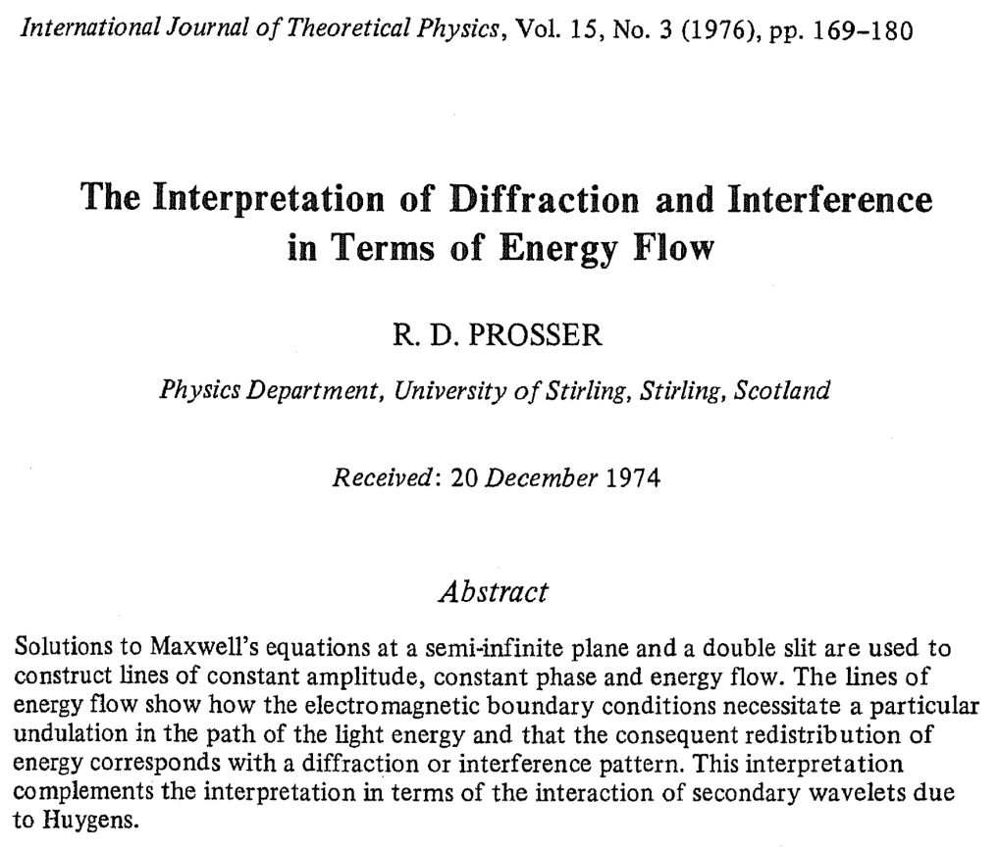 International Journal of Theoretical Physics, Vol. 15, No. 3 (1976), pp. 169–180
The Interpretation of Diffraction and Interference
in Terms of Energy Flow
R. D. PROSSER
Physics Department, University of Stirling, Stirling, Scotland
Received: 20 December 1974
Abstract
Solutions to Maxwell's equations at a semi-infinite plane and a double slit are used to
construct lines of constant amplitude, constant phase and energy flow. The lines of
energy flow show how the electromagnetic boundary conditions necessitate a particular
undulation in the path of the light energy and that the consequent redistribution of
energy corresponds with a diffraction or interference pattern. This interpretation
complements the interpretation in terms of the interaction of secondary wavelets due
to Huygens.